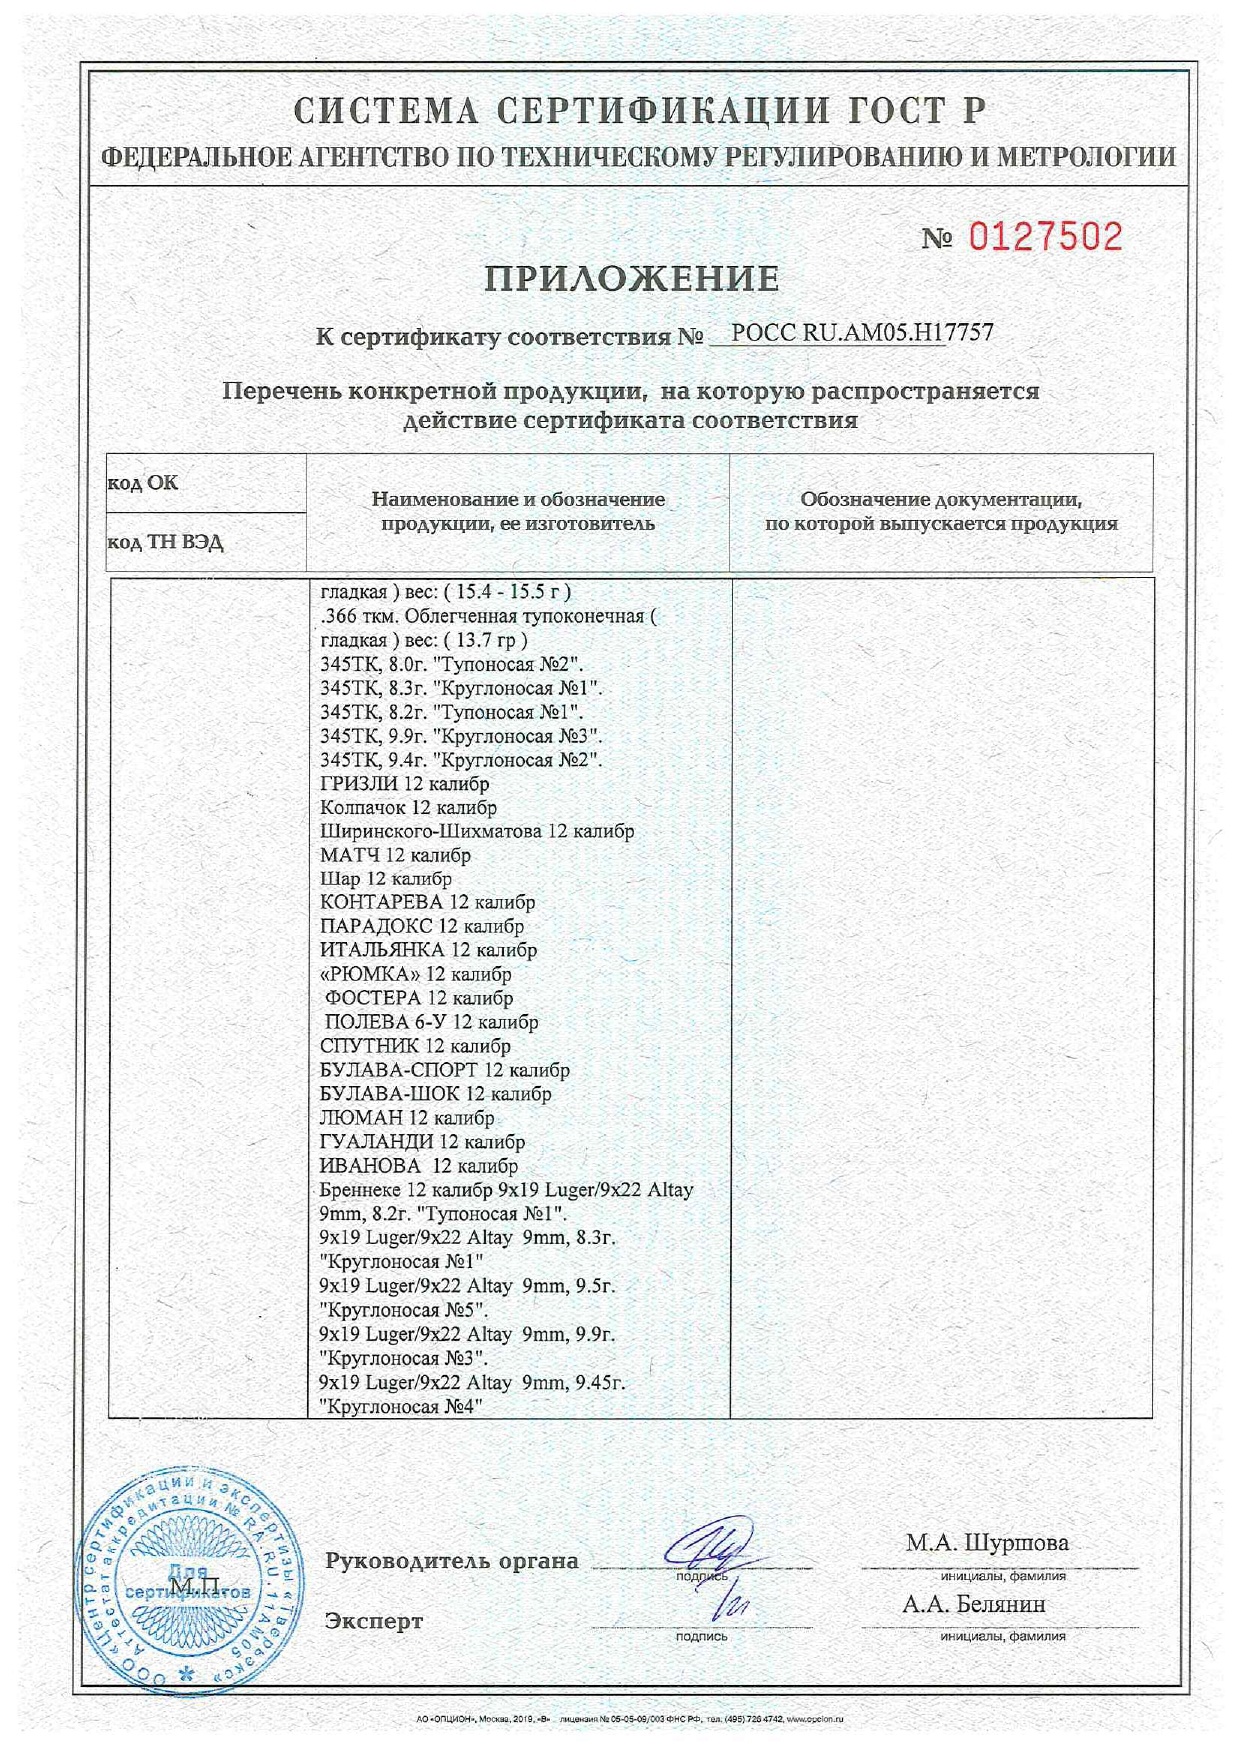 СИСТЕМА СЕРТИФИКАЦИИ ГОСТ Р
ФЕДЕРАЛЬНОЕ АГЕНТСТВО ПО ТЕХНИЧЕСКОМУ РЕГУЛИРОВАНИЮ И МЕТРОЛОГИИ
№ 0127502
ПРИЛОЖЕНИЕ
К сертификату соответствия № РОСС RU.АМ05.Н17757
Перечень конкретной продукции, на которую распространяется
действие сертификата соответствия
код ОК
код ТН ВЭД
Наименование и обозначение
продукции, ее изготовитель
Обозначение документации,
по которой выпускается продукция
гладкая ) вес: ( 15.4 - 15.5 г )
.366 ткм. Облегченная тупоконечная (
гладкая ) вес: ( 13.7 гр )
345ТК, 8.0г. "Тупоносая №2".
345ТК, 8.3г. "Круглоносая №1".
345ТК, 8.2г. "Тупоносая №1".
345ТК, 9.9г. "Круглоносая №3".
345ТК, 9.4г. "Круглоносая №2".
ГРИЗЛИ 12 калибр
Колпачок 12 калибр
Ширинского-Шихматова 12 калибр
МАТЧ 12 калибр
Шар 12 калибр
КОНТАРЕВА 12 калибр
ПАРАДОКС 12 калибр
ИТАЛЬЯНКА 12 калибр
«РЮМКА» 12 калибр
ФОСТЕРА 12 калибр
ПОЛЕВА 6-У 12 калибр
СПУТНИК 12 калибр
БУЛАВА-СПОРТ 12 калибр
БУЛАВА-ШОК 12 калибр
ЛЮМАН 12 калибр
ГУАЛАНДИ 12 калибр
ИВАНОВА 12 калибр
Бреннеке 12 калибр 9x19 Luger/9x22 Altay
9mm, 8.2г. "Тупоносая №1".
9x19 Luger/9x22 Altay 9mm, 8.3г.
"Круглоносая №1"
9x19 Luger/9x22 Altay 9mm, 9.5г.
"Круглоносая №5".
9x19 Luger/9x22 Altay 9mm, 9.9г.
"Круглоносая №3".
9x19 Luger/9x22 Altay 9mm, 9.45г.
"Круглоносая №4"
ООО «Центр сертификации и экспертизы «Тверьэкс»
Аттестат аккредитации № RA.RU.11АМ05
Для
сертификатов
М.П.
Руководитель органа
подпись
М.А. Шуршова
инициалы, фамилия
Эксперт
подпись
А.А. Белянин
инициалы, фамилия
АО «ОПЦИОН», Москва, 2019, «В» лицензия № 05-05-09/003 ФНС РФ, тел. (495) 726 4742, www.opcion.ru